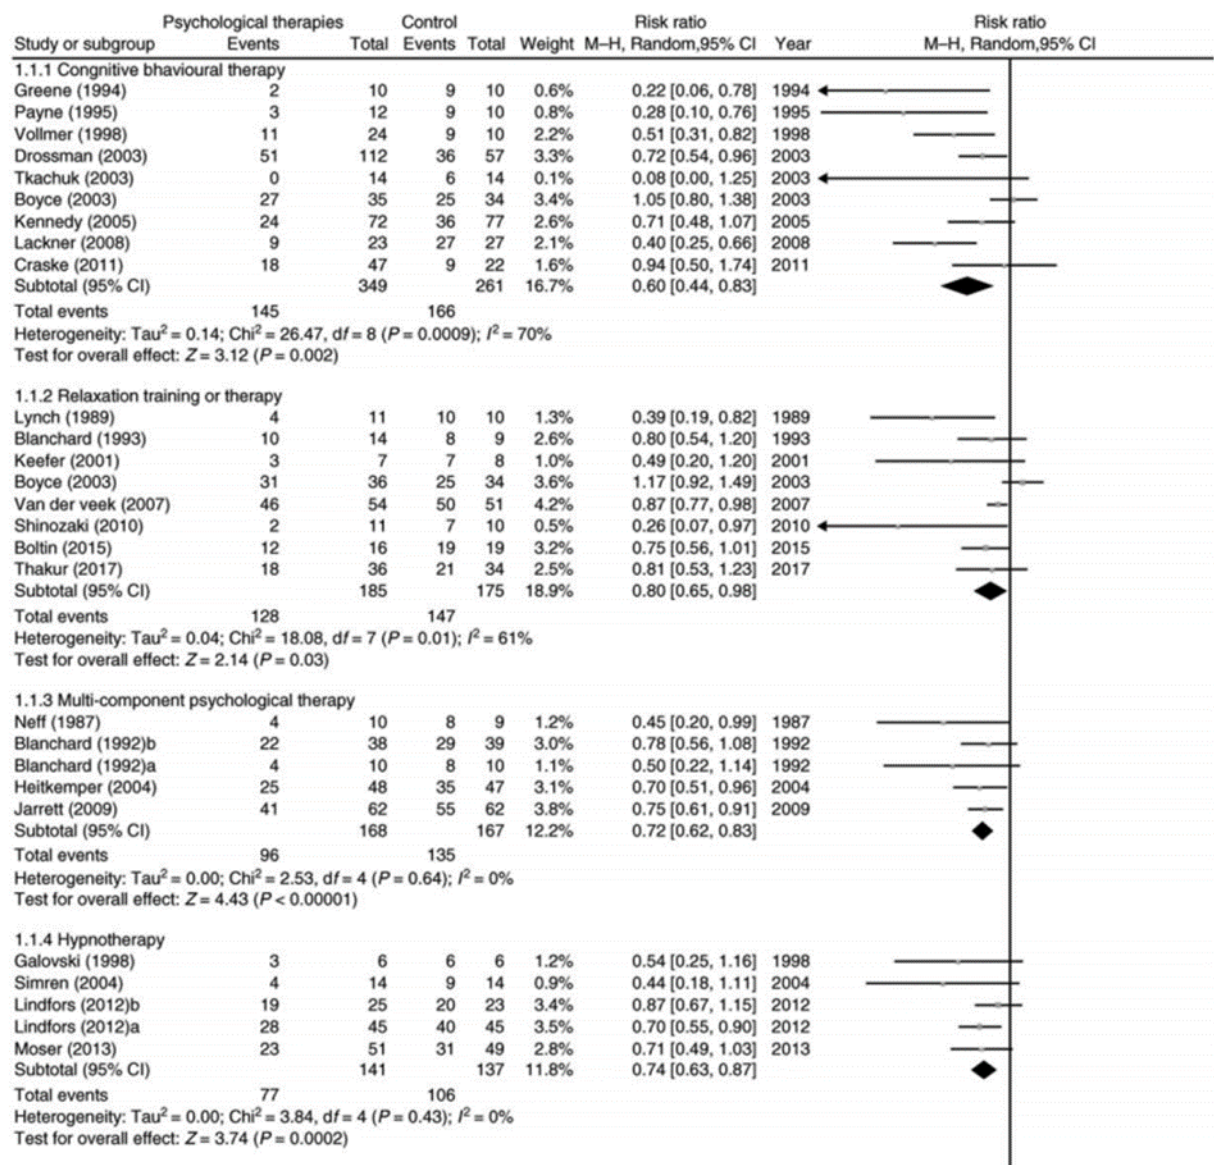 Psychological therapies Control Risk ratio Risk ratio
Study or subgroup Events Total Events Total Weight M–H, Random,95% CI Year M–H, Random,95% CI
1.1.1 Congnitive bhavioural therapy
Greene (1994) 2 10 9 10 0.6% 0.22 [0.06, 0.78] 1994
Payne (1995) 3 12 9 10 0.8% 0.28 [0.10, 0.76] 1995
Vollmer (1998) 11 24 9 10 2.2% 0.51 [0.31, 0.82] 1998
Drossman (2003) 51 112 36 57 3.3% 0.72 [0.54, 0.96] 2003
Tkachuk (2003) 0 14 6 14 0.1% 0.08 [0.00, 1.25] 2003
Boyce (2003) 27 35 25 34 3.4% 1.05 [0.80, 1.38] 2003
Kennedy (2005) 24 72 36 77 2.6% 0.71 [0.48, 1.07] 2005
Lackner (2008) 9 23 27 27 2.1% 0.40 [0.25, 0.66] 2008
Craske (2011) 18 47 9 22 1.6% 0.94 [0.50, 1.74] 2011
Subtotal (95% CI) 349 261 16.7% 0.60 [0.44, 0.83]
Total events 145 166
Heterogeneity: Tau² = 0.14; Chi² = 26.47, df = 8 (P = 0.0009); I² = 70%
Test for overall effect: Z = 3.12 (P = 0.002)
1.1.2 Relaxation training or therapy
Lynch (1989) 4 11 10 10 1.3% 0.39 [0.19, 0.82] 1989
Blanchard (1993) 10 14 8 9 2.6% 0.80 [0.54, 1.20] 1993
Keefer (2001) 3 7 7 8 1.0% 0.49 [0.20, 1.20] 2001
Boyce (2003) 31 36 25 34 3.6% 1.17 [0.92, 1.49] 2003
Van der veek (2007) 46 54 50 51 4.2% 0.87 [0.77, 0.98] 2007
Shinozaki (2010) 2 11 7 10 0.5% 0.26 [0.07, 0.97] 2010
Boltin (2015) 12 16 19 19 3.2% 0.75 [0.56, 1.01] 2015
Thakur (2017) 18 36 21 34 2.5% 0.81 [0.53, 1.23] 2017
Subtotal (95% CI) 185 175 18.9% 0.80 [0.65, 0.98]
Total events 128 147
Heterogeneity: Tau² = 0.04; Chi² = 18.08, df = 7 (P = 0.01); I² = 61%
Test for overall effect: Z = 2.14 (P = 0.03)
1.1.3 Multi-component psychological therapy
Neff (1987) 4 10 8 9 1.2% 0.45 [0.20, 0.99] 1987
Blanchard (1992)b 22 38 29 39 3.0% 0.78 [0.56, 1.08] 1992
Blanchard (1992)a 4 10 8 10 1.1% 0.50 [0.22, 1.14] 1992
Heitkemper (2004) 25 48 35 47 3.1% 0.70 [0.51, 0.96] 2004
Jarrett (2009) 41 62 55 62 3.8% 0.75 [0.61, 0.91] 2009
Subtotal (95% CI) 168 167 12.2% 0.72 [0.62, 0.83]
Total events 96 135
Heterogeneity: Tau² = 0.00; Chi² = 2.53, df = 4 (P = 0.64); I² = 0%
Test for overall effect: Z = 4.43 (P < 0.00001)
1.1.4 Hypnotherapy
Galovski (1998) 3 6 6 6 1.2% 0.54 [0.25, 1.16] 1998
Simren (2004) 4 14 9 14 0.9% 0.44 [0.18, 1.11] 2004
Lindfors (2012)b 19 25 20 23 3.4% 0.87 [0.67, 1.15] 2012
Lindfors (2012)a 28 45 40 45 3.5% 0.70 [0.55, 0.90] 2012
Moser (2013) 23 51 31 49 2.8% 0.71 [0.49, 1.03] 2013
Subtotal (95% CI) 141 137 11.8% 0.74 [0.63, 0.87]
Total events 77 106
Heterogeneity: Tau² = 0.00; Chi² = 3.84, df = 4 (P = 0.43); I² = 0%
Test for overall effect: Z = 3.74 (P = 0.0002)